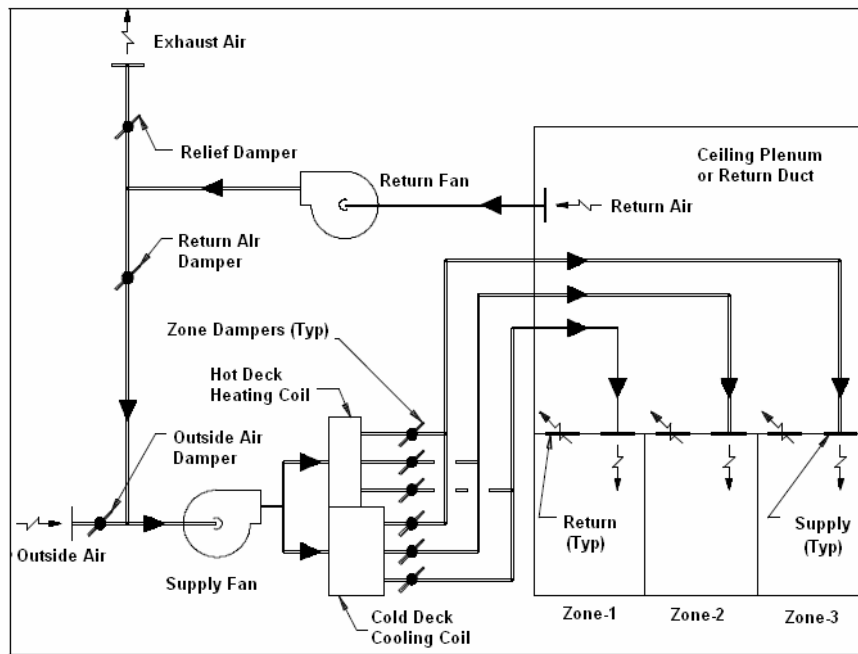 Exhaust Air
Relief Damper
Return Fan
Ceiling Plenum
or Return Duct
Return Air
Return AIr
Damper
Zone Dampers (Typ)
Hot Deck
Heating Coil
Outside Air
Damper
Outside Air
Supply Fan
Cold Deck
Cooling Coil
Return
(Typ)
Supply
(Typ)
Zone-1
Zone-2
Zone-3